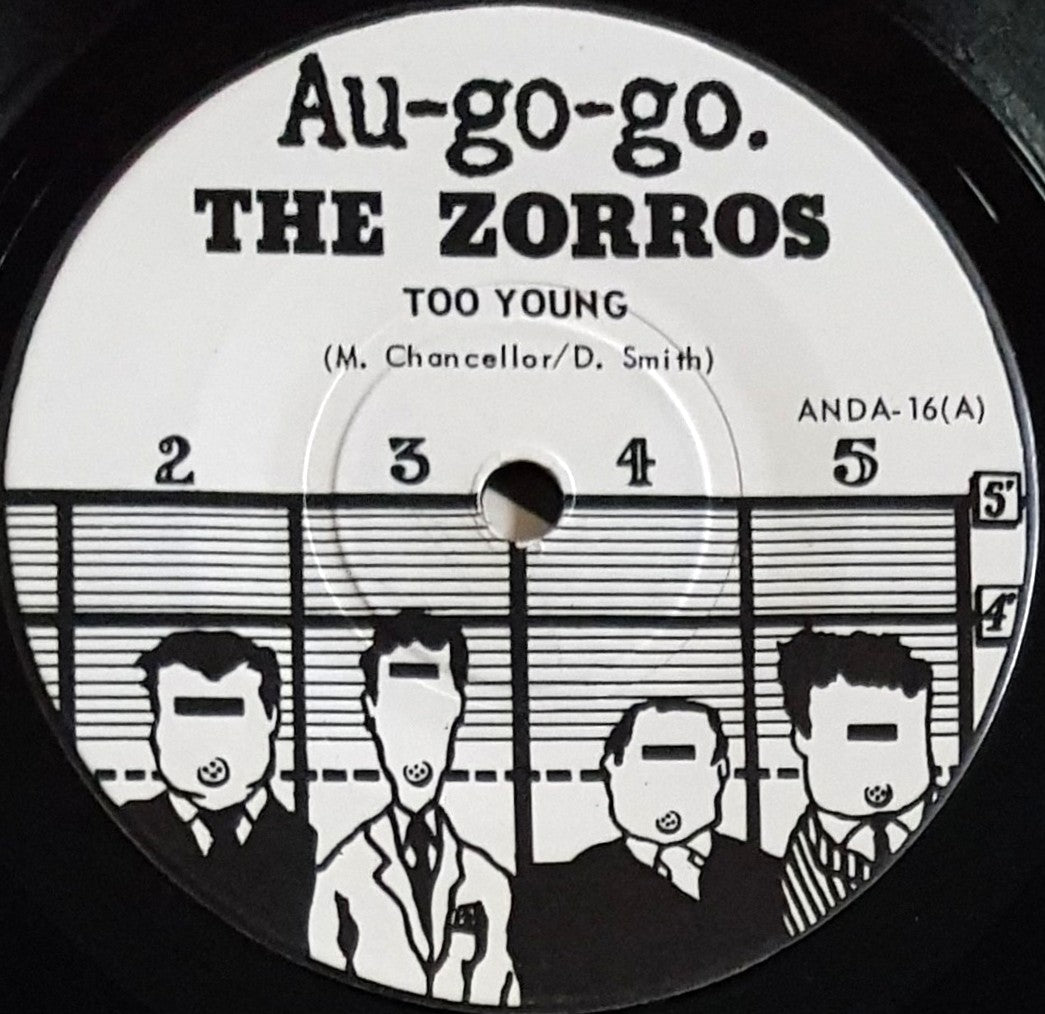 Au-go-go.
THE ZORROS
TOO YOUNG
(M. Chancellor/D. Smith)
ANDA-16(A)
2 3 4 5
5'
4'